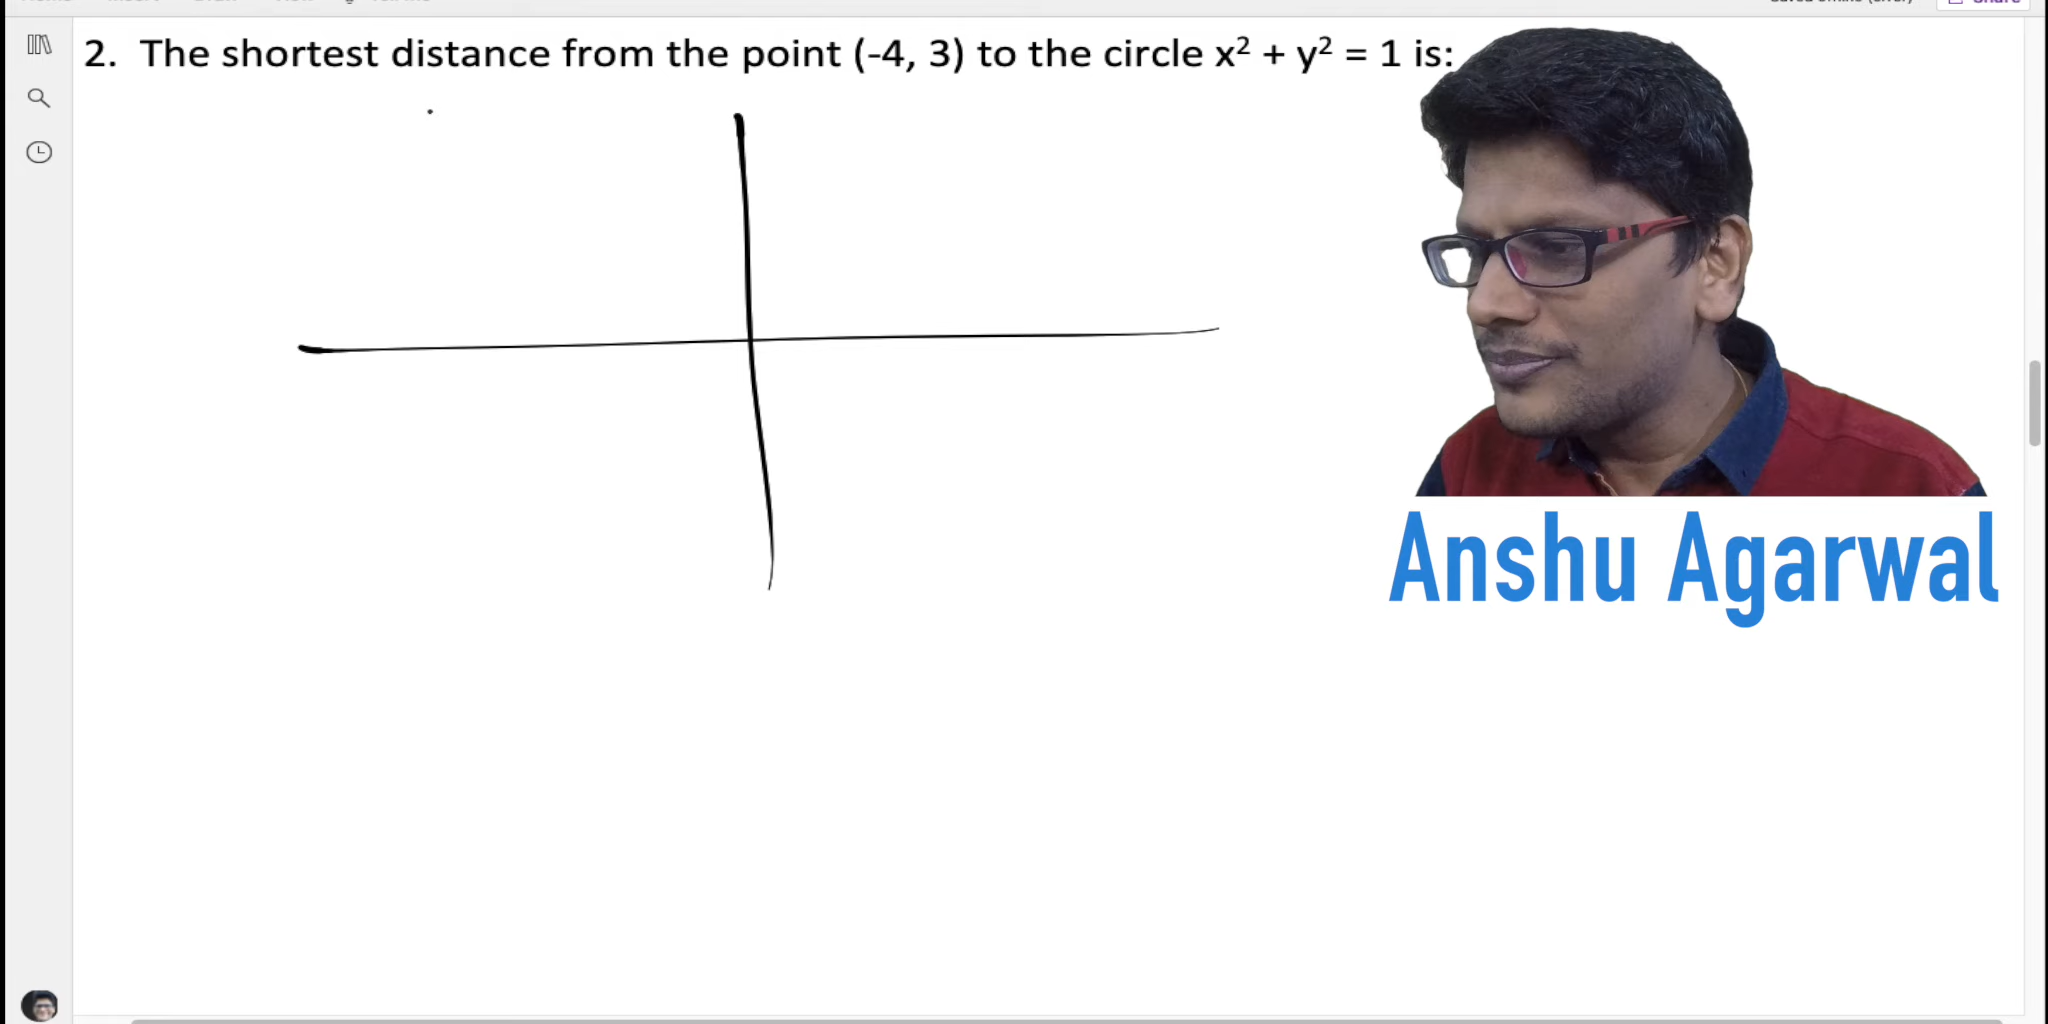 2. The shortest distance from the point (-4, 3) to the circle x² + y² = 1 is:
Anshu Agarwal